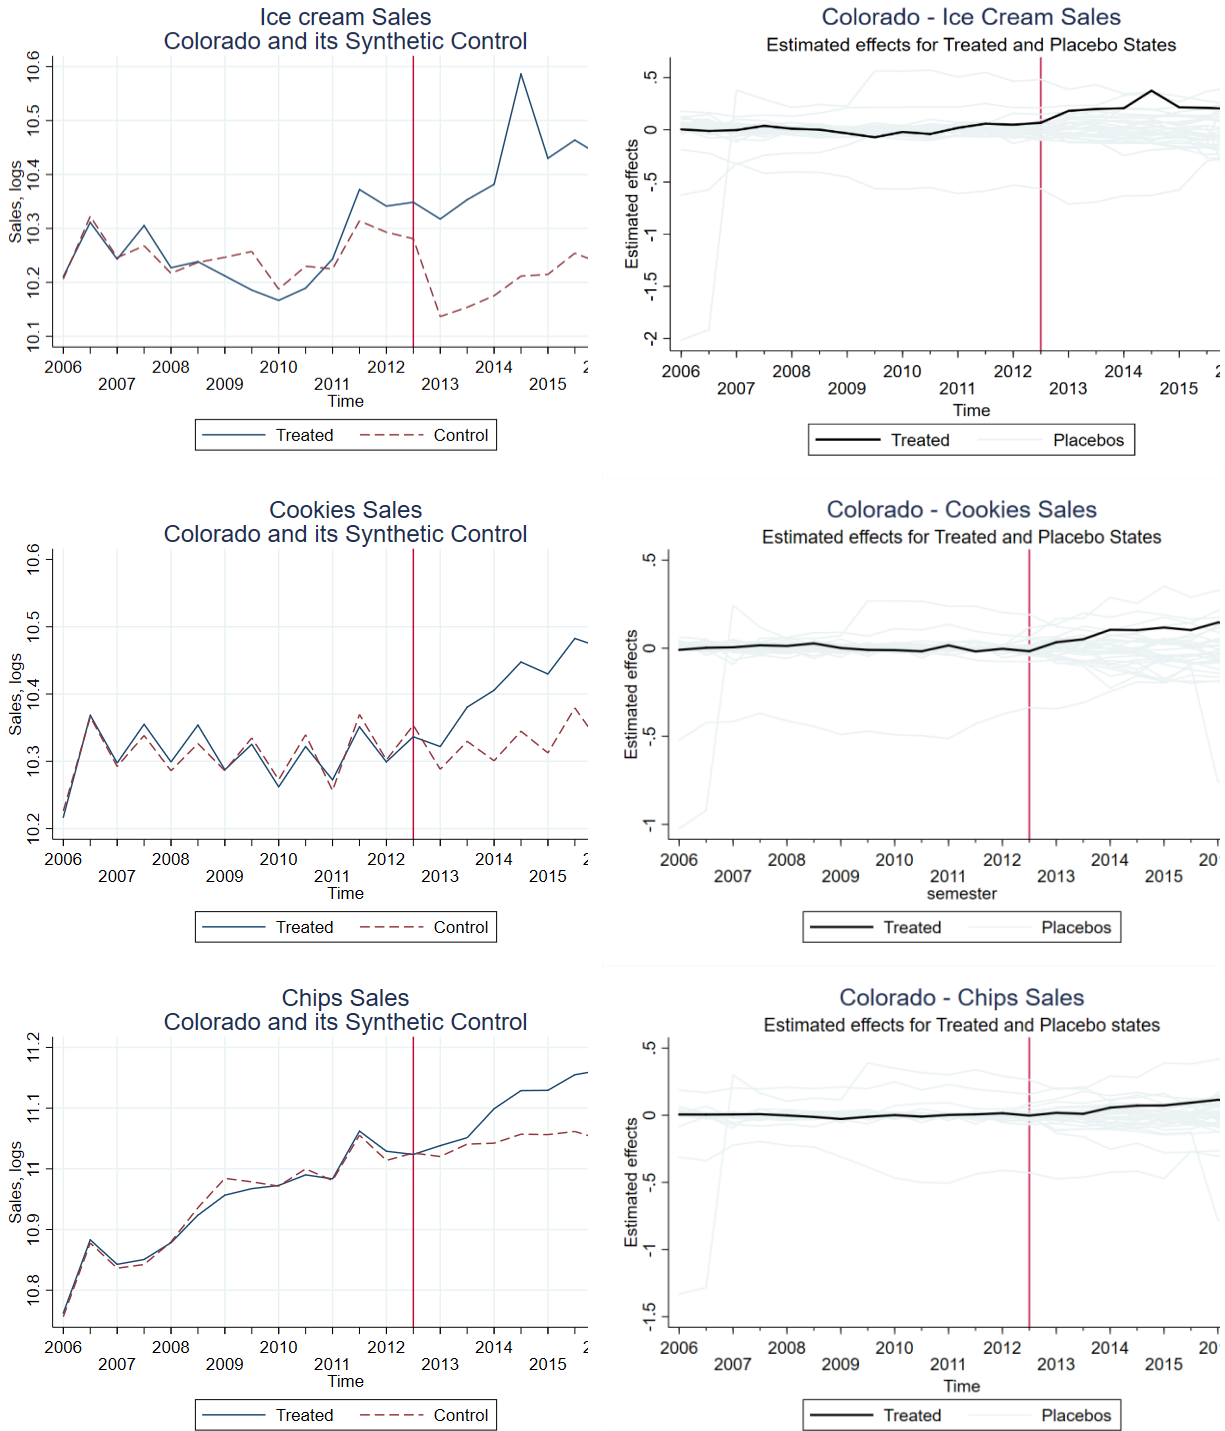 Ice cream Sales
Colorado and its Synthetic Control
Sales, logs
10.6
10.5
10.4
10.3
10.2
10.1
2006 2008 2010 2012 2014 2
2007 2009 2011 2013 2015
Time
Treated Control
Colorado - Ice Cream Sales
Estimated effects for Treated and Placebo States
Estimated effects
.5
0
-.5
-1
-1.5
-2
2006 2008 2010 2012 2014 2
2007 2009 2011 2013 2015
Time
Treated Placebos
Cookies Sales
Colorado and its Synthetic Control
Sales, logs
10.6
10.5
10.4
10.3
10.2
2006 2008 2010 2012 2014 2
2007 2009 2011 2013 2015
Time
Treated Control
Colorado - Cookies Sales
Estimated effects for Treated and Placebo States
Estimated effects
.5
0
-.5
-1
2006 2008 2010 2012 2014 201
2007 2009 2011 2013 2015
semester
Treated Placebos
Chips Sales
Colorado and its Synthetic Control
Sales, logs
11.2
11.1
11
10.9
10.8
2006 2008 2010 2012 2014 2
2007 2009 2011 2013 2015
Time
Treated Control
Colorado - Chips Sales
Estimated effects for Treated and Placebo states
Estimated effects
.5
0
-.5
-1
-1.5
2006 2008 2010 2012 2014 201
2007 2009 2011 2013 2015
Time
Treated Placebos